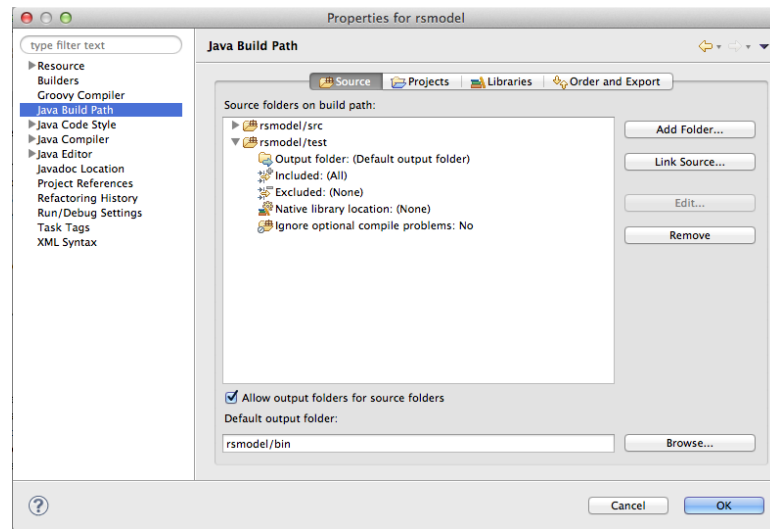 Properties for rsmodel
type filter text
Resource
Builders
Groovy Compiler
Java Build Path
Java Code Style
Java Compiler
Java Editor
Javadoc Location
Project References
Refactoring History
Run/Debug Settings
Task Tags
XML Syntax
Java Build Path
Source Projects Libraries Order and Export
Source folders on build path:
rsmodel/src
rsmodel/test
Output folder: (Default output folder)
Included: (All)
Excluded: (None)
Native library location: (None)
Ignore optional compile problems: No
Add Folder...
Link Source...
Edit...
Remove
Allow output folders for source folders
Default output folder:
rsmodel/bin
Browse...
?
Cancel
OK